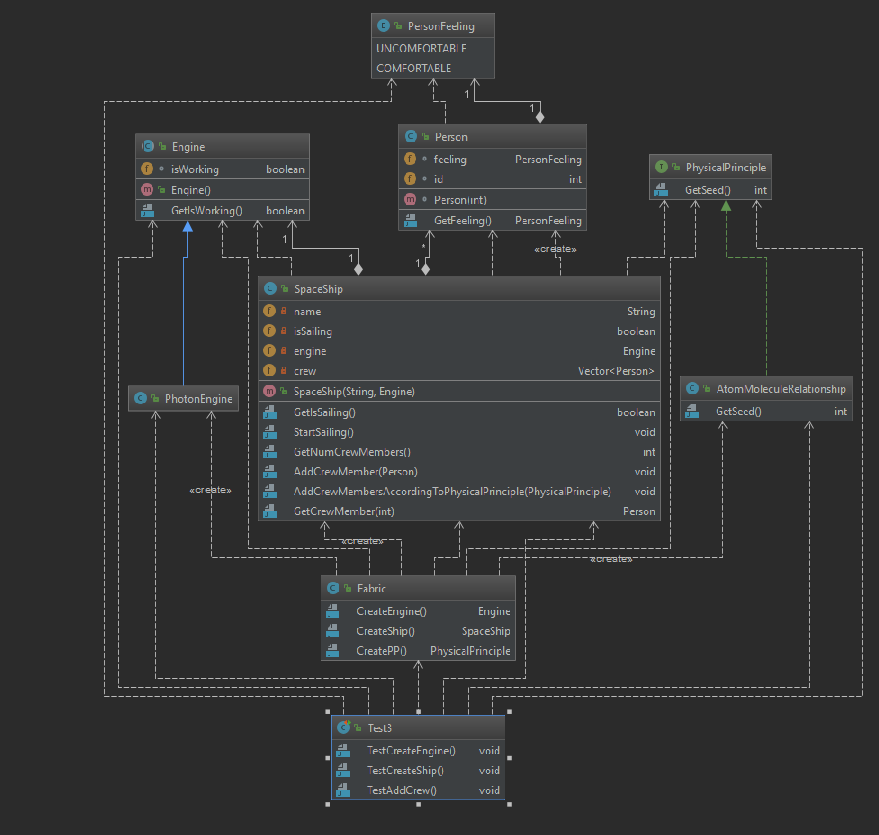 PersonFeeling
UNCOMFORTABLE
COMFORTABLE
1
1
Engine
isWorking boolean
Engine()
GetIsWorking() boolean
Person
feeling PersonFeeling
id int
Person(int)
GetFeeling() PersonFeeling
PhysicalPrinciple
GetSeed() int
1
1
*
1
«create»
SpaceShip
name String
isSailing boolean
engine Engine
crew Vector<Person>
SpaceShip(String, Engine)
GetIsSailing() boolean
StartSailing() void
GetNumCrewMembers() int
AddCrewMember(Person) void
AddCrewMembersAccordingToPhysicalPrinciple(PhysicalPrinciple) void
GetCrewMember(int) Person
PhotonEngine
AtomMoleculeRelationship
GetSeed() int
«create»
«create»
«create»
Fabric
CreateEngine() Engine
CreateShip() SpaceShip
CreatePP() PhysicalPrinciple
Test3
TestCreateEngine() void
TestCreateShip() void
TestAddCrew() void